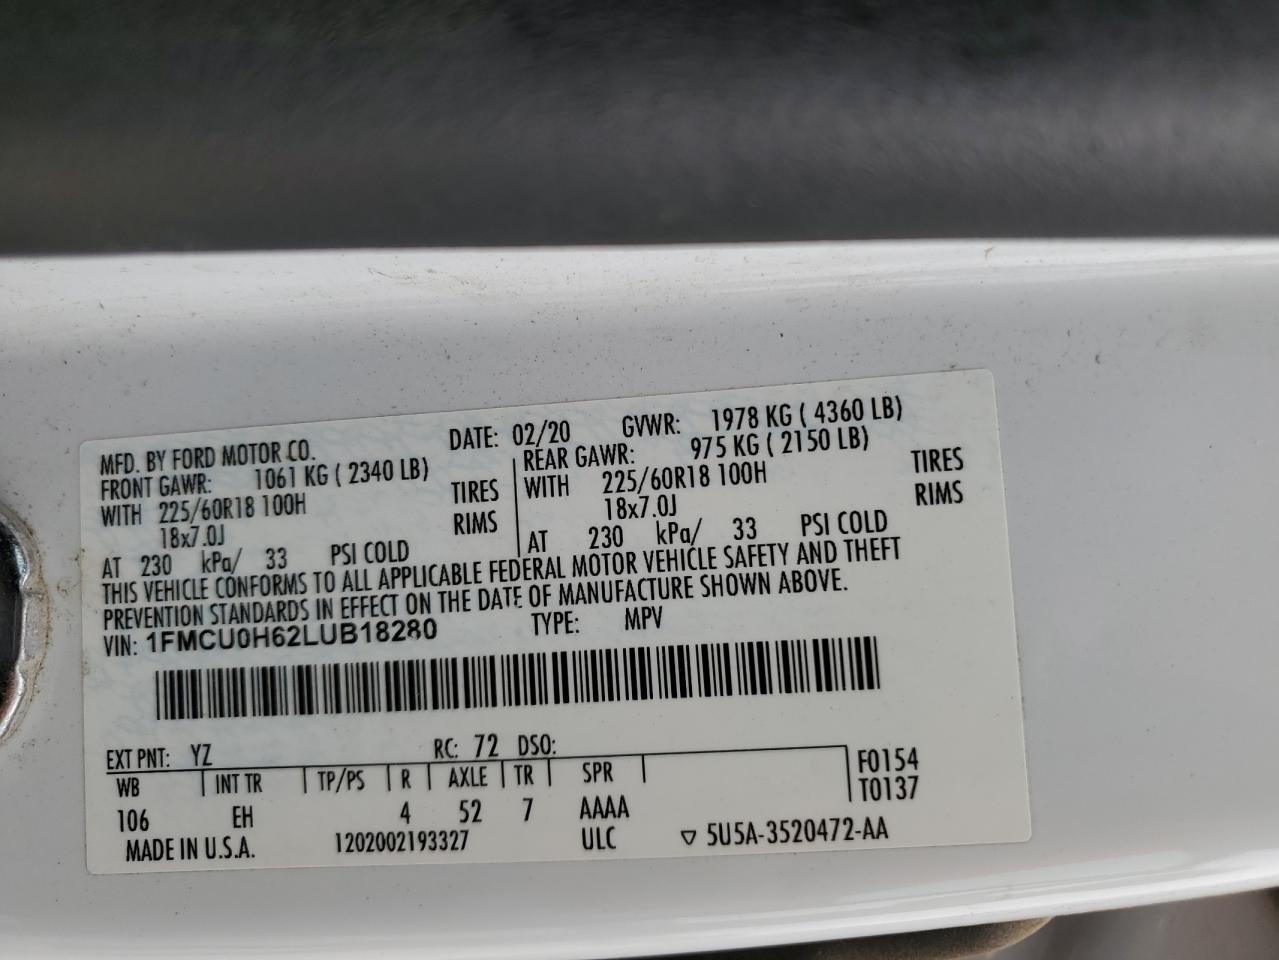 MFD. BY FORD MOTOR CO. DATE: 02/20 GVWR: 1978 KG ( 4360 LB)
FRONT GAWR: 1061 KG ( 2340 LB) REAR GAWR: 975 KG ( 2150 LB)
WITH 225/60R18 100H TIRES WITH 225/60R18 100H TIRES
18x7.0J RIMS 18x7.0J RIMS
AT 230 kPa/ 33 PSI COLD AT 230 kPa/ 33 PSI COLD
THIS VEHICLE CONFORMS TO ALL APPLICABLE FEDERAL MOTOR VEHICLE SAFETY AND THEFT
PREVENTION STANDARDS IN EFFECT ON THE DATE OF MANUFACTURE SHOWN ABOVE.
VIN: 1FMCU0H62LUB18280 TYPE: MPV
EXT PNT: YZ RC: 72 DSO:
WB INT TR TP/PS R AXLE TR SPR F0154
106 EH 4 52 7 AAAA T0137
MADE IN U.S.A. 1202002193327 ULC ▽ 5U5A-3520472-AA